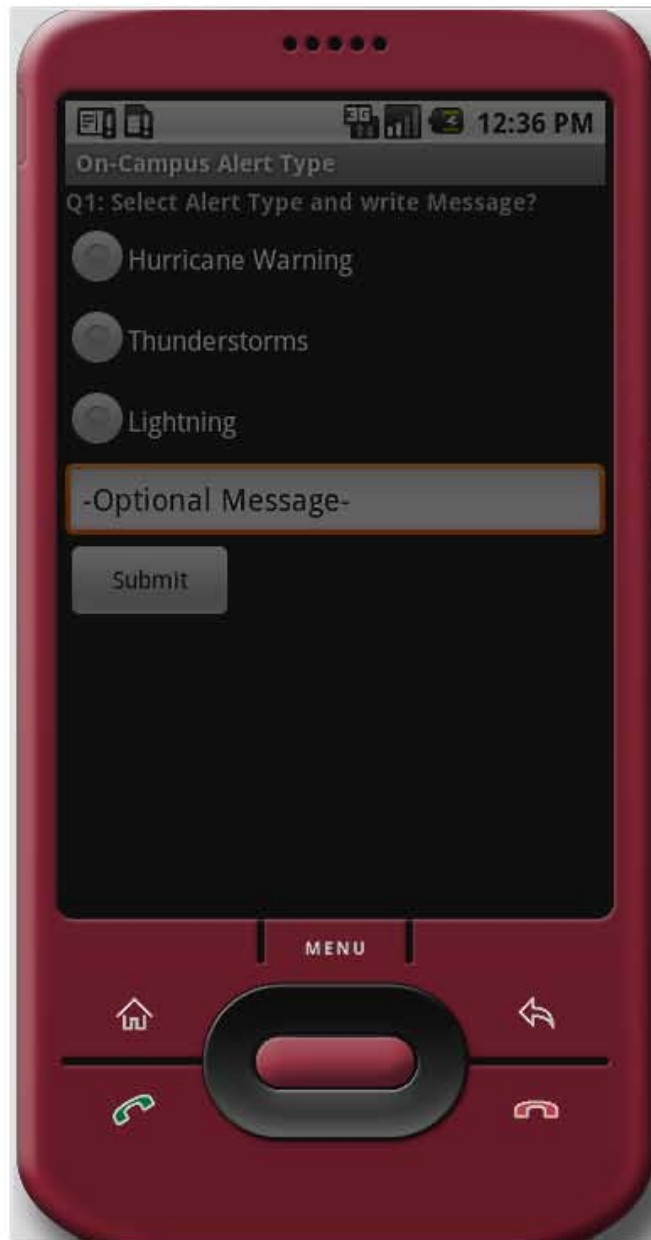 12:36 PM
On-Campus Alert Type
Q1: Select Alert Type and write Message?
Hurricane Warning
Thunderstorms
Lightning
-Optional Message-
Submit
MENU